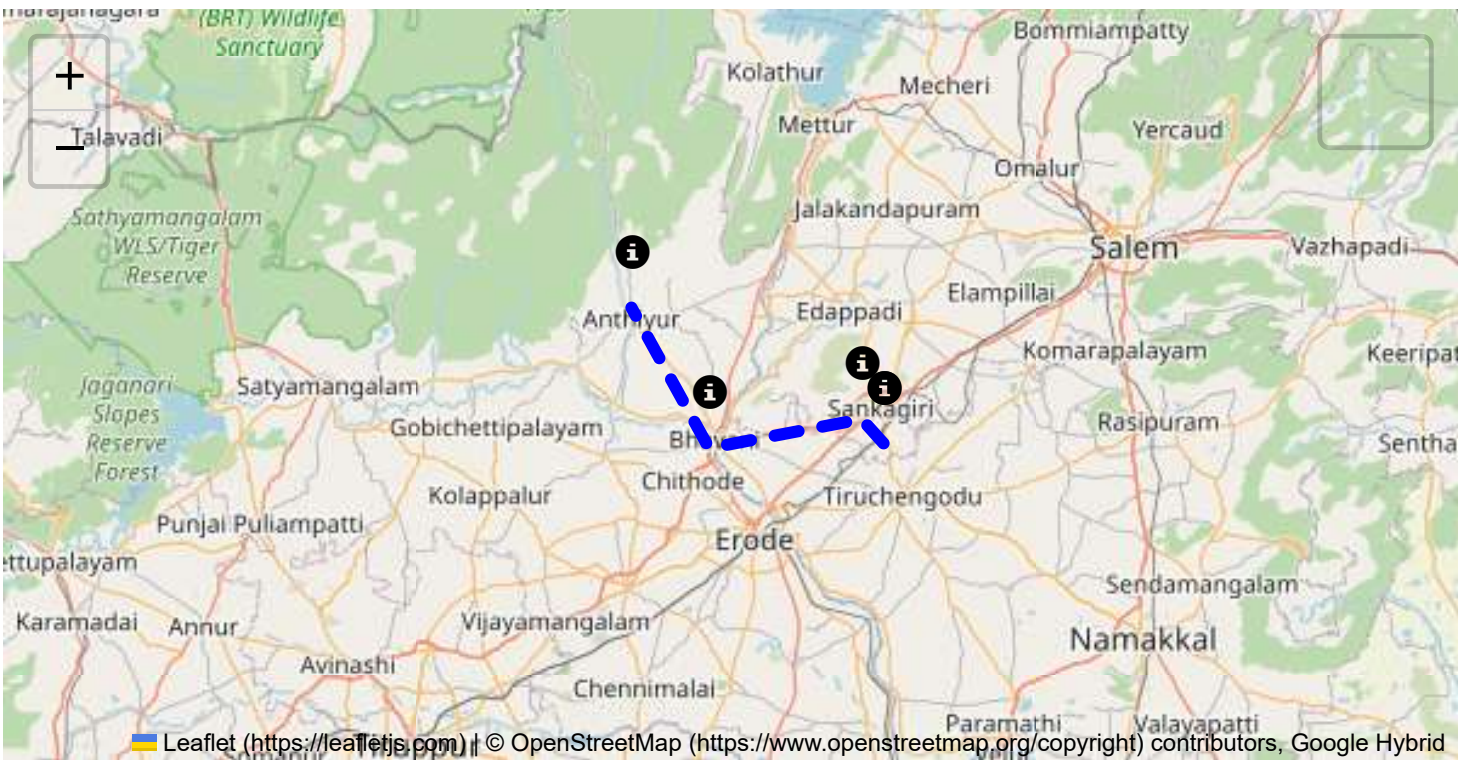 (BRT) Wildlife
Sanctuary
Bommiampatty
Kolathur
Mecheri
+
Mettur
Yercaud
Talavadi
−
Omalur
Jalakandapuram
Sathyamangalam
WLS/Tiger
Reserve
Salem
Vazhapadi
Elampillai
Edappadi
Anthiyur
Komarapalayam
Keeripat
Jaganari
Slopes
Reserve
Forest
Satyamangalam
Sankagiri
Rasipuram
Gobichettipalayam
Bhavani
Sentha
Chithode
Kolappalur
Tiruchengodu
Punjai Puliampatti
Erode
ettupalayam
Sendamangalam
Karamadai
Annur
Vijayamangalam
Namakkal
Avinashi
Chennimalai
Paramathi
Valayapatti
Tiruppur
Leaflet (https://leafletjs.com) | © OpenStreetMap (https://www.openstreetmap.org/copyright) contributors, Google Hybrid